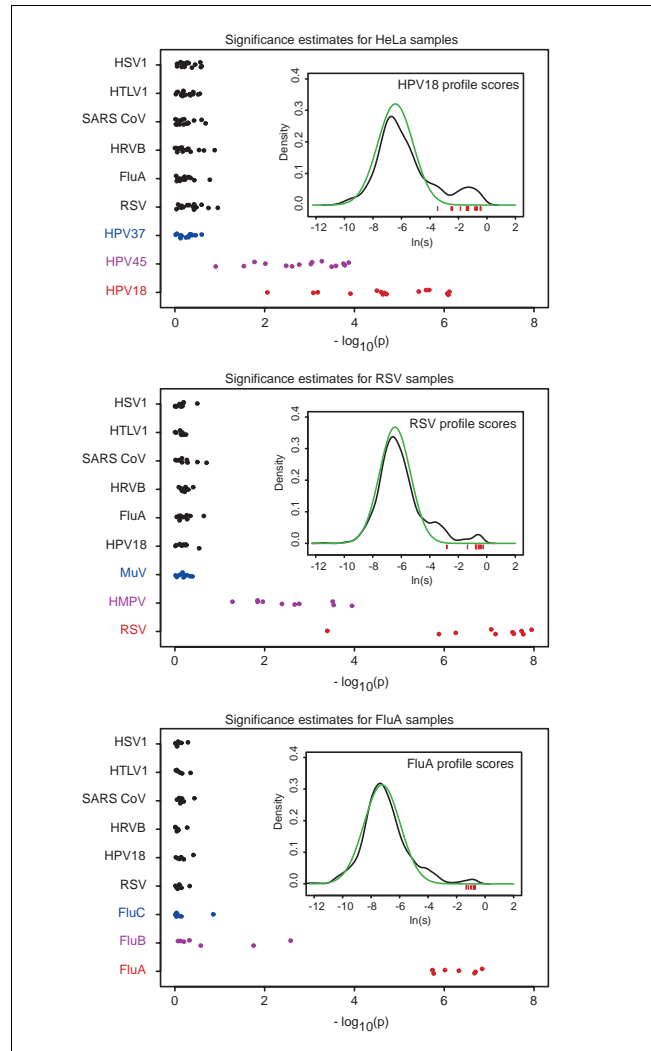 Significance estimates for HeLa samples
HSV1
HTLV1
SARS CoV
HRVB
FluA
RSV
HPV37
HPV45
HPV18
HPV18 profile scores
Density
0.0 0.1 0.2 0.3 0.4
-12 -10 -8 -6 -4 -2 0 2
ln(s)
0 2 4 6 8
- log10(p)
Significance estimates for RSV samples
HSV1
HTLV1
SARS CoV
HRVB
FluA
HPV18
MuV
HMPV
RSV
RSV profile scores
Density
0.0 0.1 0.2 0.3 0.4
-12 -10 -8 -6 -4 -2 0 2
ln(s)
0 2 4 6 8
- log10(p)
Significance estimates for FluA samples
HSV1
HTLV1
SARS CoV
HRVB
HPV18
RSV
FluC
FluB
FluA
FluA profile scores
Density
0.0 0.1 0.2 0.3 0.4
-12 -10 -8 -6 -4 -2 0 2
ln(s)
0 2 4 6 8
- log10(p)